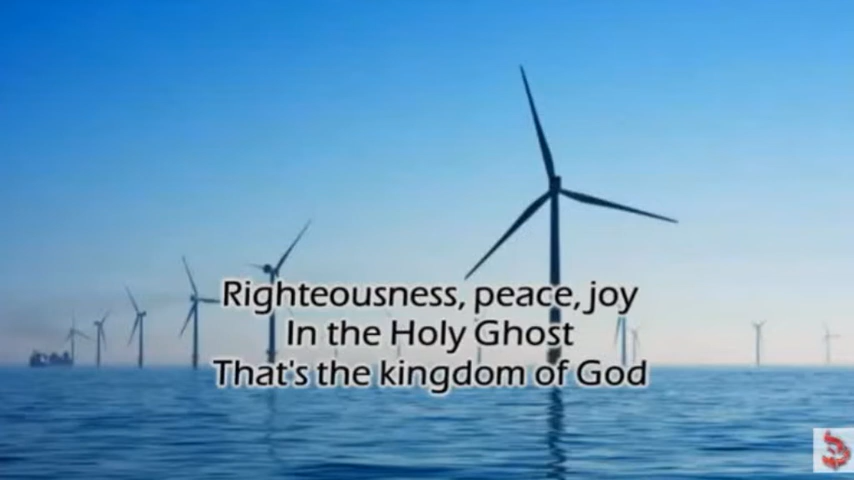 Righteousness, peace, joy
In the Holy Ghost
That's the kingdom of God